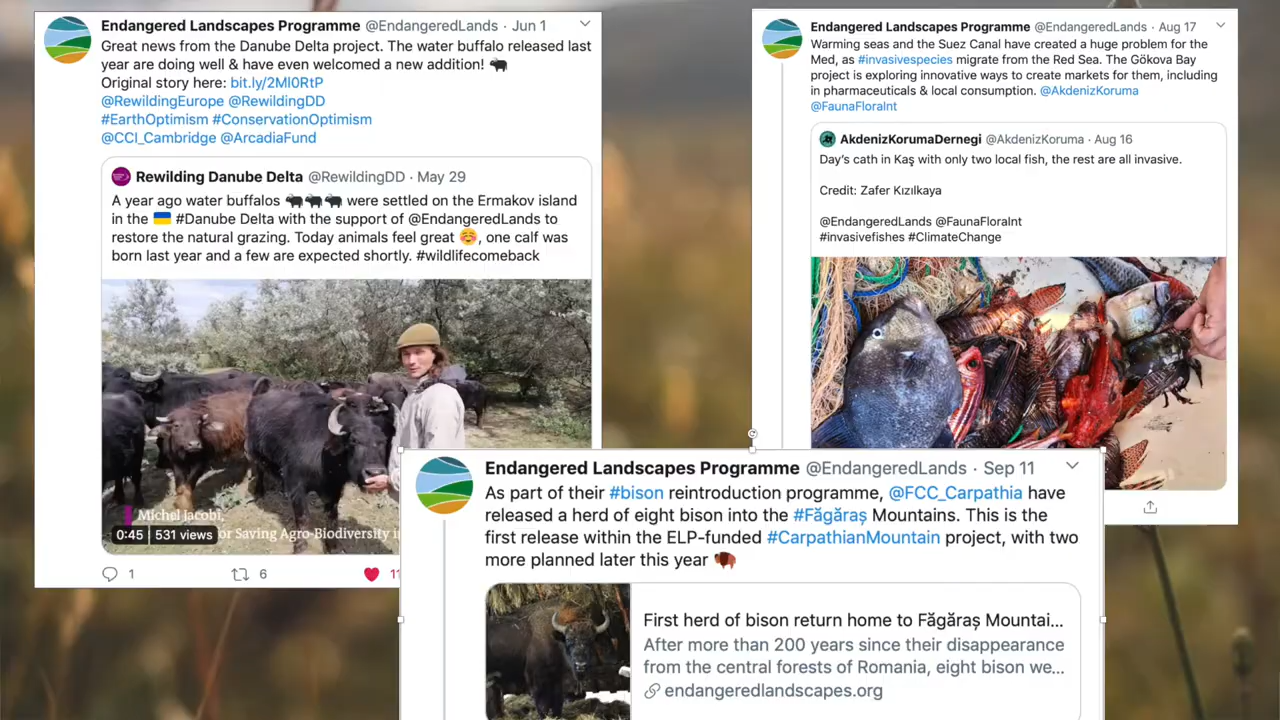 Endangered Landscapes Programme @EndangeredLands · Jun 1
Great news from the Danube Delta project. The water buffalo released last
year are doing well & have even welcomed a new addition! 🐃
Original story here: bit.ly/2Ml0RtP
@RewildingEurope @RewildingDD
#EarthOptimism #ConservationOptimism
@CCI_Cambridge @ArcadiaFund
Rewilding Danube Delta @RewildingDD · May 29
A year ago water buffalos 🐃🐃🐃 were settled on the Ermakov island
in the 🇺🇦 #Danube Delta with the support of @EndangeredLands to
restore the natural grazing. Today animals feel great ☺️, one calf was
born last year and a few are expected shortly. #wildlifecomeback
Michel Jacobi,
0:45 | 531 views or Saving Agro-Biodiversity i
1 6 11
Endangered Landscapes Programme @EndangeredLands · Aug 17
Warming seas and the Suez Canal have created a huge problem for the
Med, as #invasivespecies migrate from the Red Sea. The Gökova Bay
project is exploring innovative ways to create markets for them, including
in pharmaceuticals & local consumption. @AkdenizKoruma
@FaunaFloraInt
AkdenizKorumaDernegi @AkdenizKoruma · Aug 16
Day's cath in Kaş with only two local fish, the rest are all invasive.
Credit: Zafer Kızılkaya
@EndangeredLands @FaunaFloraInt
#invasivefishes #ClimateChange
Endangered Landscapes Programme @EndangeredLands · Sep 11
As part of their #bison reintroduction programme, @FCC_Carpathia have
released a herd of eight bison into the #Făgăraș Mountains. This is the
first release within the ELP-funded #CarpathianMountain project, with two
more planned later this year 🦬
First herd of bison return home to Făgăraș Mountai...
After more than 200 years since their disappearance
from the central forests of Romania, eight bison we...
endangeredlandscapes.org